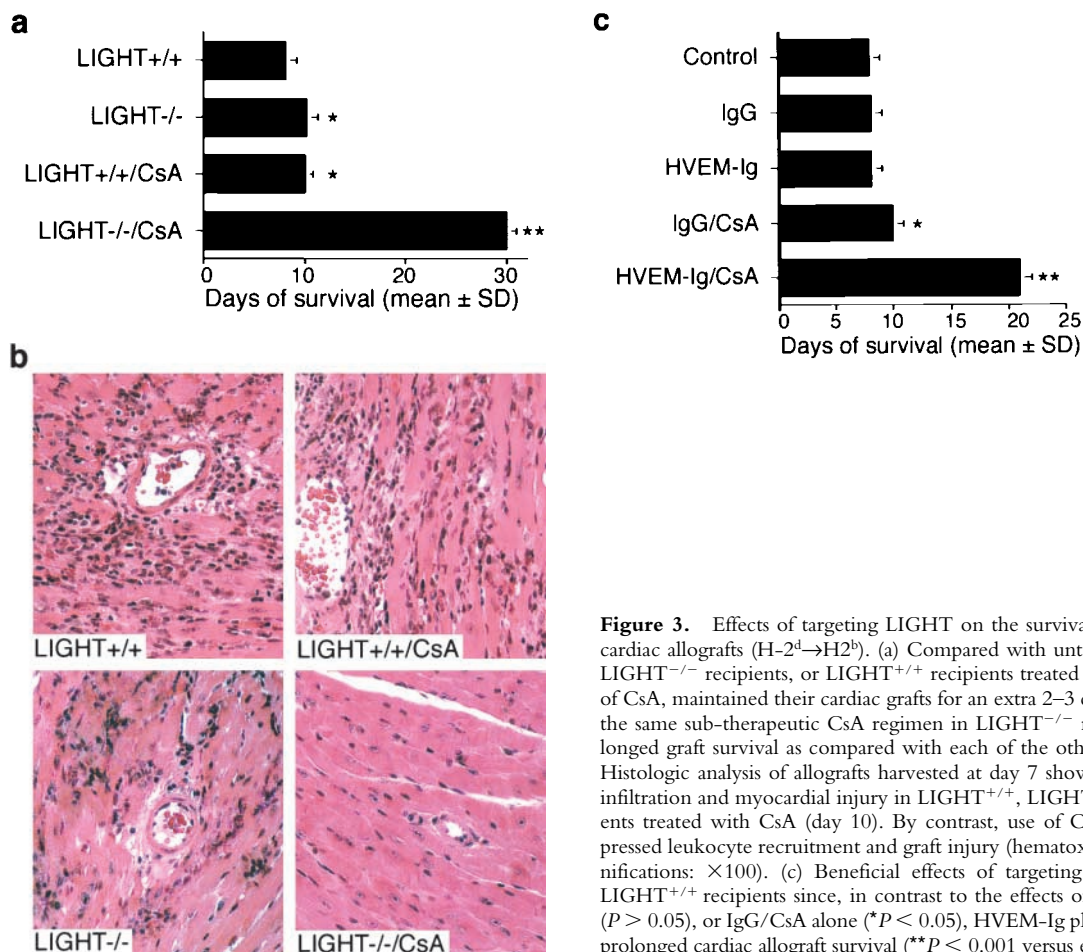 a
LIGHT+/+
LIGHT-/-
LIGHT+/+/CsA
LIGHT-/-/CsA
*
*
**
0 10 20 30
Days of survival (mean ± SD)
c
Control
IgG
HVEM-Ig
IgG/CsA
HVEM-Ig/CsA
*
**
0 5 10 15 20 25
Days of survival (mean ± SD)
b
LIGHT+/+
LIGHT+/+/CsA
LIGHT-/-
LIGHT-/-/CsA
Figure 3. Effects of targeting LIGHT on the survival
cardiac allografts (H-2ᵈ→H2ᵇ). (a) Compared with unt
LIGHT⁻/⁻ recipients, or LIGHT⁺/⁺ recipients treated
of CsA, maintained their cardiac grafts for an extra 2–3
the same sub-therapeutic CsA regimen in LIGHT⁻/⁻
longed graft survival as compared with each of the oth
Histologic analysis of allografts harvested at day 7 show
infiltration and myocardial injury in LIGHT⁺/⁺, LIGHT
ents treated with CsA (day 10). By contrast, use of C
pressed leukocyte recruitment and graft injury (hematox
nifications: ×100). (c) Beneficial effects of targeting
LIGHT⁺/⁺ recipients since, in contrast to the effects o
(P > 0.05), or IgG/CsA alone (*P < 0.05), HVEM–Ig pl
prolonged cardiac allograft survival (**P < 0.001 versus